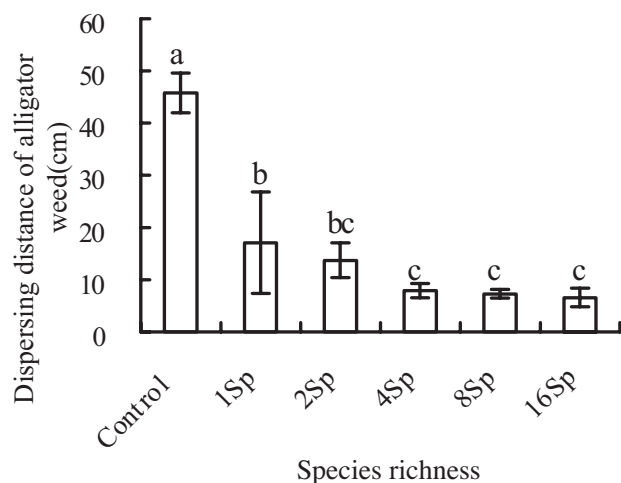 60
50
40
30
20
10
0
Dispersing distance of alligator
weed(cm)
a
b
bc
c
c
c
Control
1Sp
2Sp
4Sp
8Sp
16Sp
Species richness